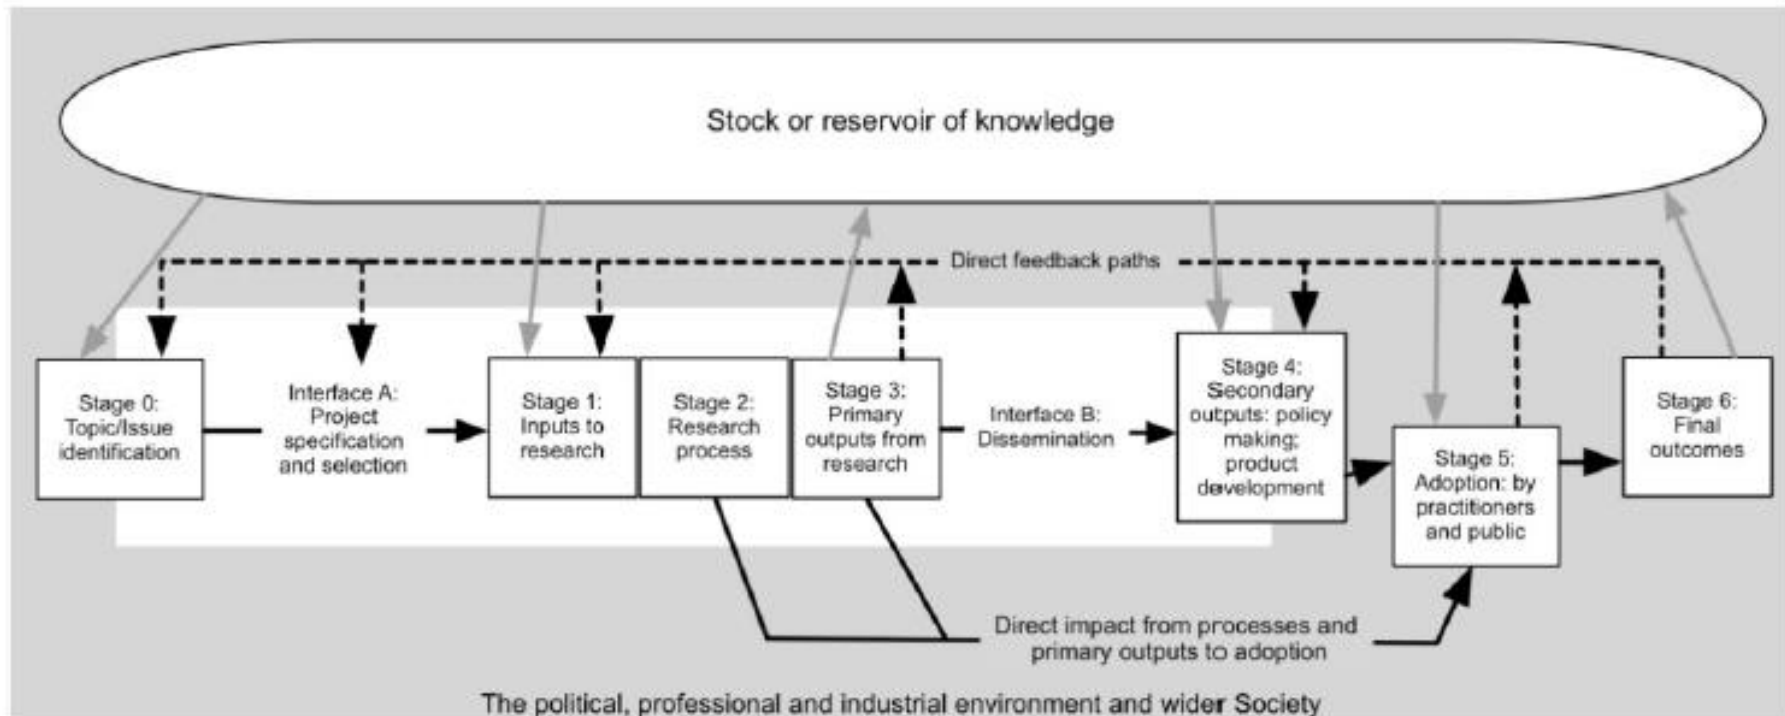 Stock or reservoir of knowledge
Direct feedback paths
Stage 0:
Topic/Issue
identification
Interface A:
Project
specification
and selection
Stage 1:
Inputs to
research
Stage 2:
Research
process
Stage 3:
Primary
outputs from
research
Interface B:
Dissemination
Stage 4:
Secondary
outputs: policy
making;
product
development
Stage 5:
Adoption: by
practitioners
and public
Stage 6:
Final
outcomes
Direct impact from processes and
primary outputs to adoption
The political, professional and industrial environment and wider Society